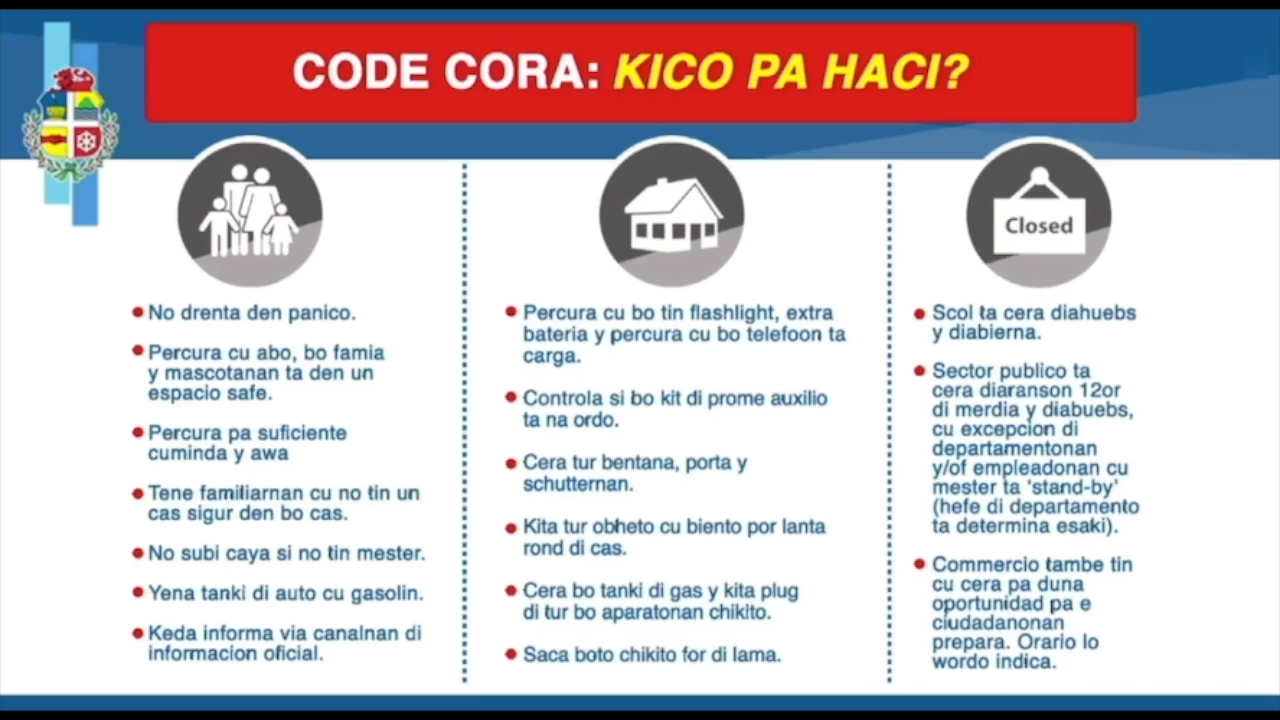 CODE CORA: KICO PA HACI?
No drenta den panico.
Percura cu abo, bo famia
y mascotanan ta den un
espacio safe.
Percura pa suficiente
cuminda y awa
Tene familiarnan cu no tin un
cas sigur den bo cas.
No subi caya si no tin mester.
Yena tanki di auto cu gasolin.
Keda informa via canalnan di
informacion oficial.
Percura cu bo tin flashlight, extra
bateria y percura cu bo telefoon ta
carga.
Controla si bo kit di prome auxilio
ta na ordo.
Cera tur bentana, porta y
schutternan.
Kita tur obheto cu biento por lanta
rond di cas.
Cera bo tanki di gas y kita plug
di tur bo aparatonan chikito.
Saca boto chikito for di lama.
Closed
Scol ta cera diahuebs
y diabierna.
Sector publico ta
cera diaranson 12or
di merdia y diabuebs,
cu excepcion di
departamentonan
y/of empleadonan cu
mester ta 'stand-by'
(hefe di departamento
ta determina esaki).
Commercio tambe tin
cu cera pa duna
oportunidad pa e
ciudadanonan
prepara. Orario lo
wordo indica.